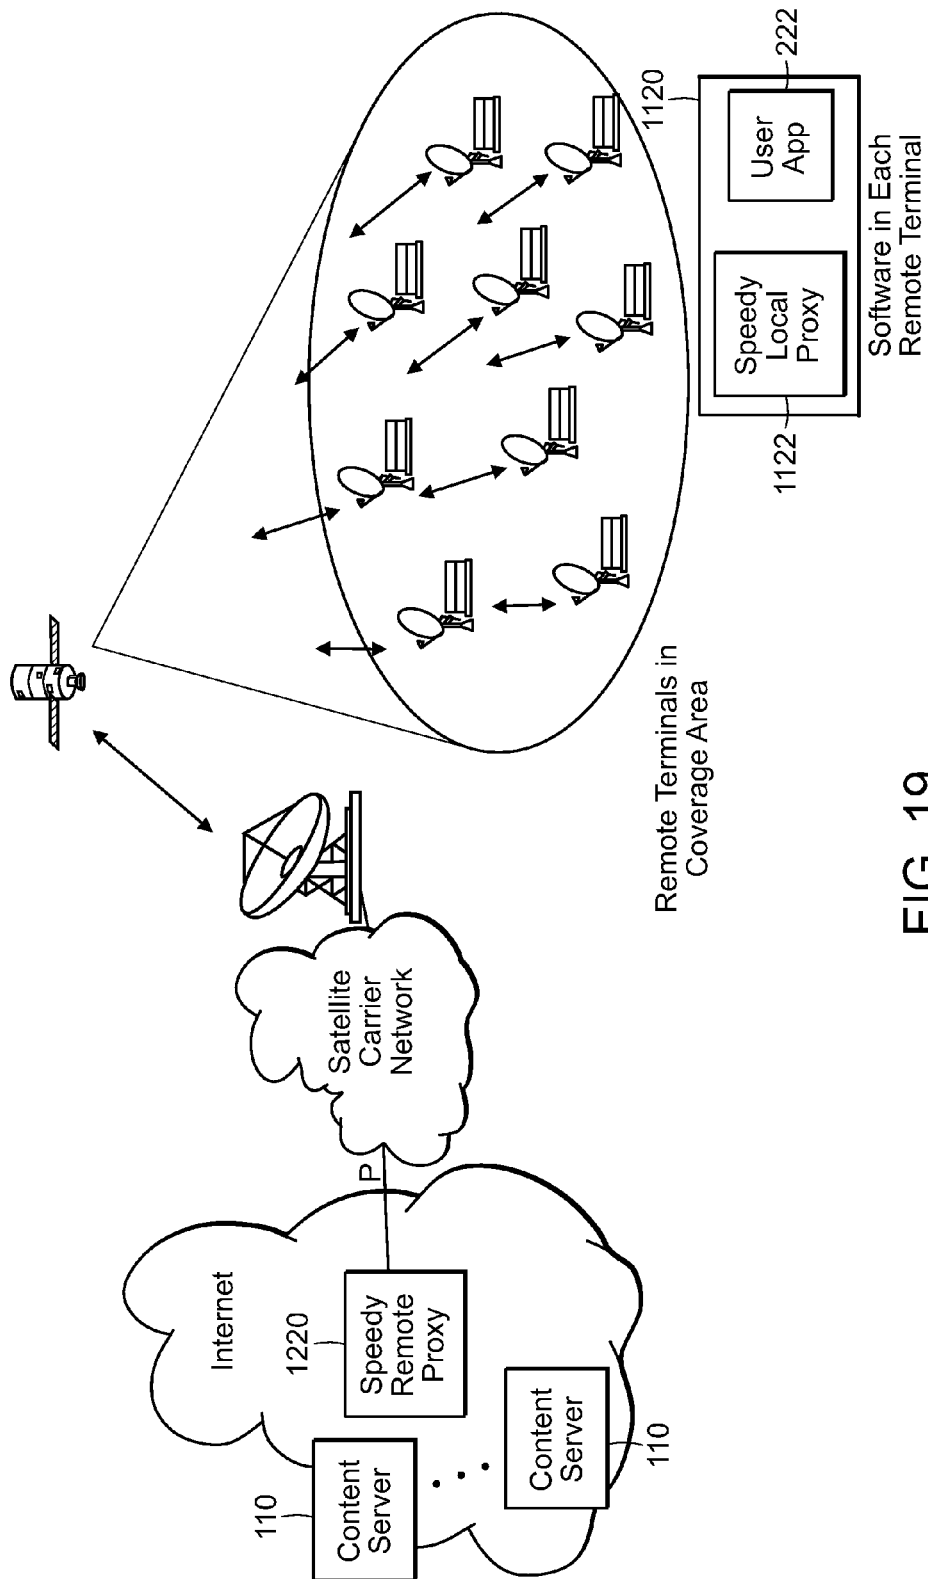 Internet
110
Content
Server
1220
Speedy
Remote
Proxy
Content
Server
110
P
Satellite
Carrier
Network
Remote Terminals in
Coverage Area
1120
222
User
App
Speedy
Local
Proxy
1122
Software in Each
Remote Terminal
FIG. 19